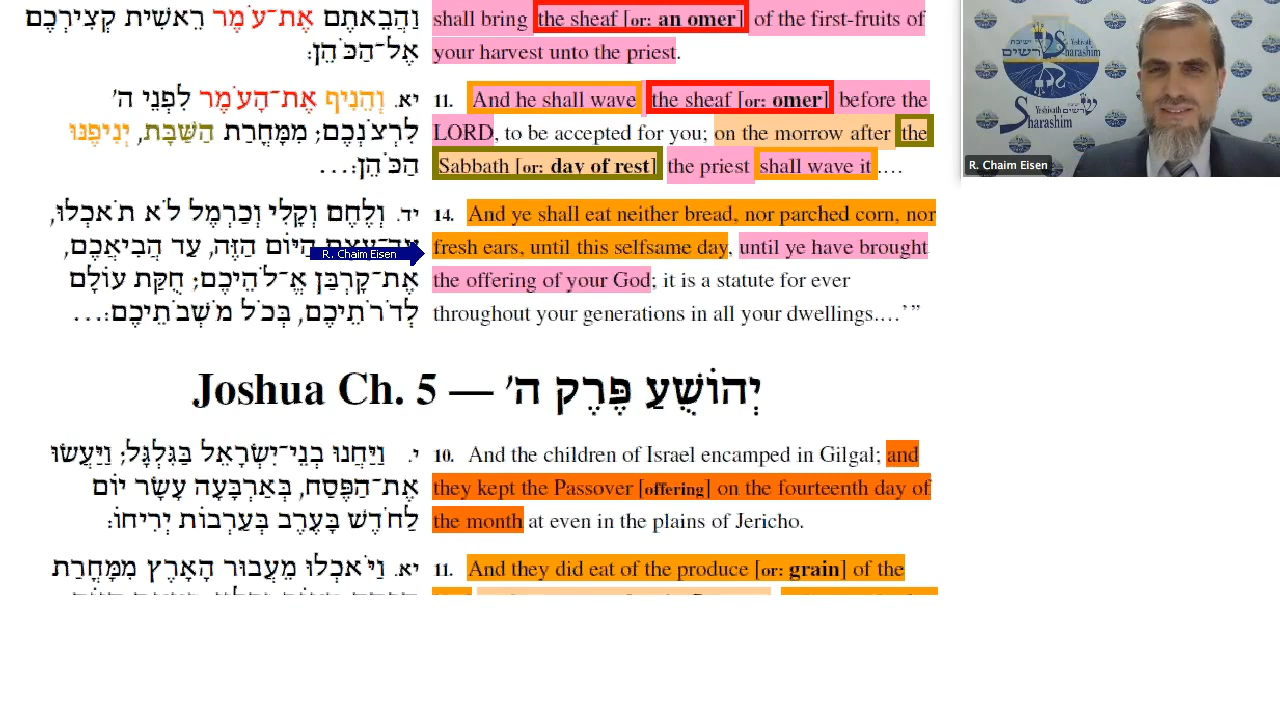 וַהֲבֵאתֶם אֶת־עֹמֶר רֵאשִׁית קְצִירְכֶם
אֶל־הַכֹּהֵן:
shall bring the sheaf [or: an omer] of the first-fruits of
your harvest unto the priest.
יא. וְהֵנִיף אֶת־הָעֹמֶר לִפְנֵי ה'
לִרְצֹנְכֶם; מִמָּחֳרַת הַשַּׁבָּת, יְנִיפֶנּוּ
הַכֹּהֵן:...
11. And he shall wave the sheaf [or: omer] before the
LORD, to be accepted for you; on the morrow after the
Sabbath [or: day of rest] the priest shall wave it....
יד. וְלֶחֶם וְקָלִי וְכַרְמֶל לֹא תֹאכְלוּ,
הַיּוֹם הַזֶּה, עַד הֲבִיאֲכֶם,
אֶת־קָרְבַּן אֱ־לֹהֵיכֶם; חֻקַּת עוֹלָם
לְדֹרֹתֵיכֶם, בְּכֹל מֹשְׁבֹתֵיכֶם:...
R. Chaim Eisen
14. And ye shall eat neither bread, nor parched corn, nor
fresh ears, until this selfsame day, until ye have brought
the offering of your God; it is a statute for ever
throughout your generations in all your dwellings....'”
Joshua Ch. 5 — יְהוֹשֻׁעַ פֶּרֶק ה'
י. וַיַּחֲנוּ בְנֵי־יִשְׂרָאֵל בַּגִּלְגָּל; וַיַּעֲשׂוּ
אֶת־הַפֶּסַח, בְּאַרְבָּעָה עָשָׂר יוֹם
לַחֹדֶשׁ בָּעֶרֶב בְּעַרְבוֹת יְרִיחוֹ:
10. And the children of Israel encamped in Gilgal; and
they kept the Passover [offering] on the fourteenth day of
the month at even in the plains of Jericho.
יא. וַיֹּאכְלוּ מֵעֲבוּר הָאָרֶץ מִמָּחֳרַת
11. And they did eat of the produce [or: grain] of the
ישיבת
שרשים
Yeshivath
Sharashim
Yeshivath
Sharashim
R. Chaim Eisen